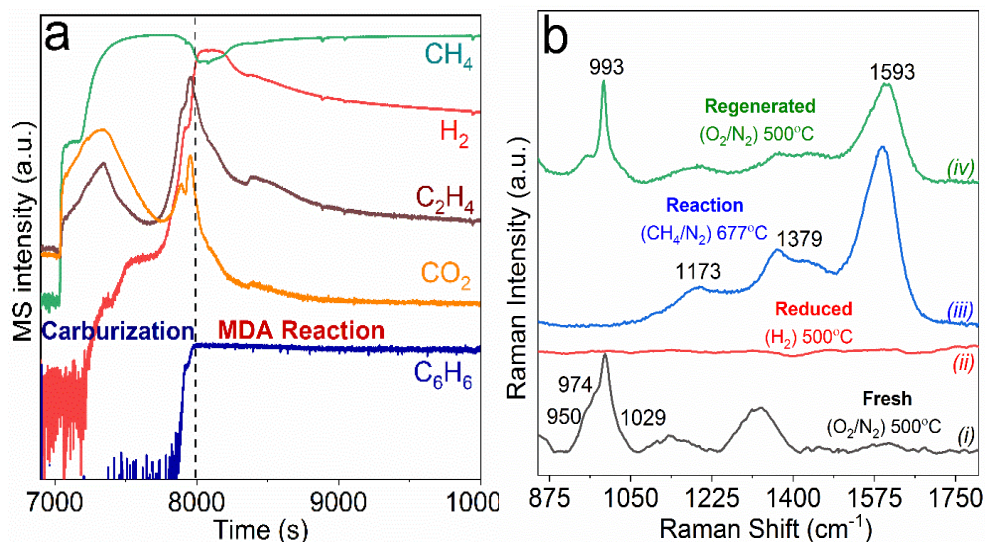 a
MS intensity (a.u.)
CH₄
H₂
C₂H₄
CO₂
Carburization
MDA Reaction
C₆H₆
7000 8000 9000 1000
Time (s)
b
Raman Intensity (a.u.)
993
1593
Regenerated
(O₂/N₂) 500°C
(iv)
Reaction
(CH₄/N₂) 677°C
1379
1173
(iii)
Reduced
(H₂) 500°C
(ii)
974
950
1029
Fresh
(O₂/N₂) 500°C
(i)
875 1050 1225 1400 1575 1750
Raman Shift (cm⁻¹)